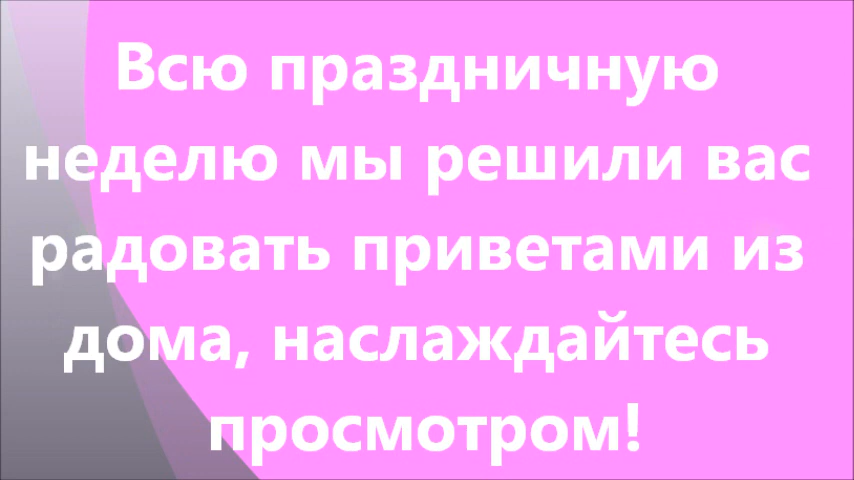 Всю праздничную
неделю мы решили вас
радовать приветами из
дома, наслаждайтесь
просмотром!